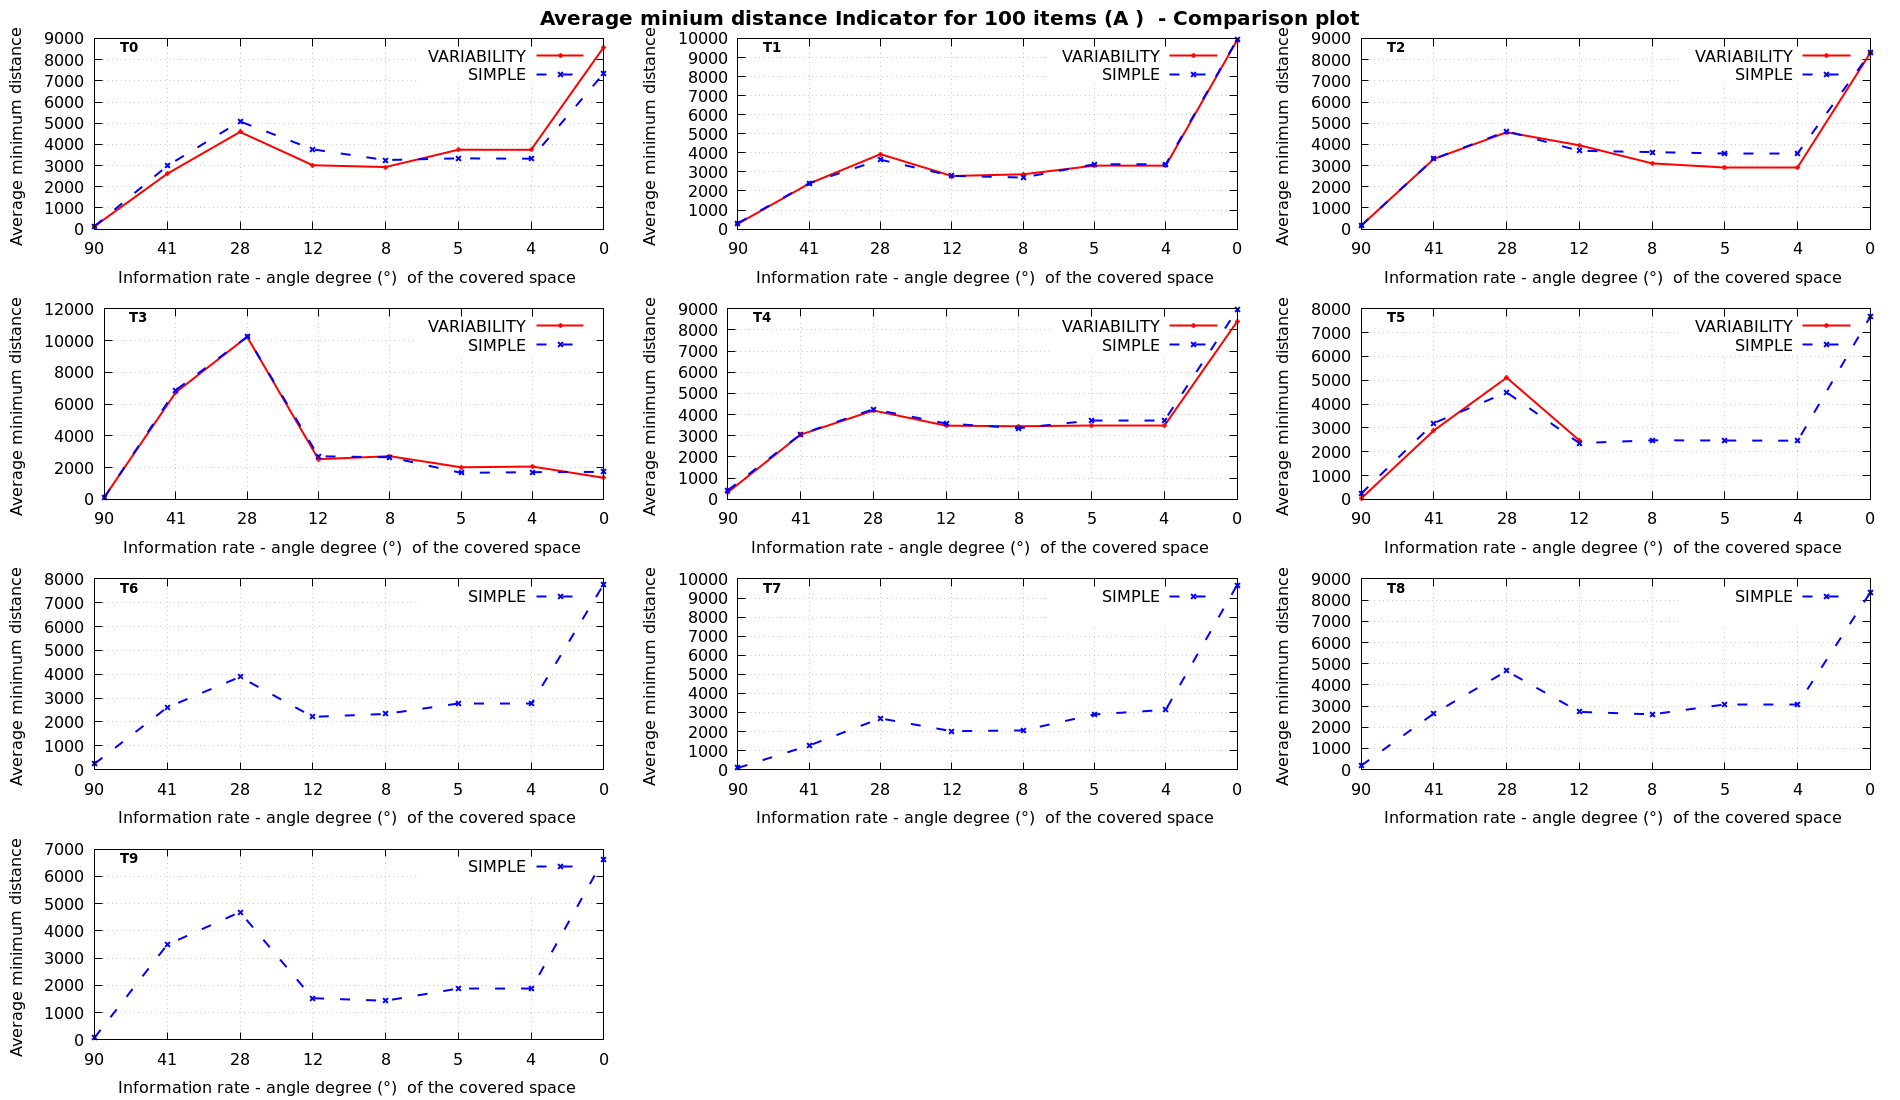 Average minium distance Indicator for 100 items (A )  - Comparison plot
T0
VARIABILITY
SIMPLE
Average minimum distance
9000
8000
7000
6000
5000
4000
3000
2000
1000
0
90 41 28 12 8 5 4 0
Information rate - angle degree (°)  of the covered space
T1
VARIABILITY
SIMPLE
Average minimum distance
10000
9000
8000
7000
6000
5000
4000
3000
2000
1000
0
90 41 28 12 8 5 4 0
Information rate - angle degree (°)  of the covered space
T2
VARIABILITY
SIMPLE
Average minimum distance
9000
8000
7000
6000
5000
4000
3000
2000
1000
0
90 41 28 12 8 5 4 0
Information rate - angle degree (°)  of the covered space
T3
VARIABILITY
SIMPLE
Average minimum distance
12000
10000
8000
6000
4000
2000
0
90 41 28 12 8 5 4 0
Information rate - angle degree (°)  of the covered space
T4
VARIABILITY
SIMPLE
Average minimum distance
9000
8000
7000
6000
5000
4000
3000
2000
1000
0
90 41 28 12 8 5 4 0
Information rate - angle degree (°)  of the covered space
T5
VARIABILITY
SIMPLE
Average minimum distance
8000
7000
6000
5000
4000
3000
2000
1000
0
90 41 28 12 8 5 4 0
Information rate - angle degree (°)  of the covered space
T6
SIMPLE
Average minimum distance
8000
7000
6000
5000
4000
3000
2000
1000
0
90 41 28 12 8 5 4 0
Information rate - angle degree (°)  of the covered space
T7
SIMPLE
Average minimum distance
10000
9000
8000
7000
6000
5000
4000
3000
2000
1000
0
90 41 28 12 8 5 4 0
Information rate - angle degree (°)  of the covered space
T8
SIMPLE
Average minimum distance
9000
8000
7000
6000
5000
4000
3000
2000
1000
0
90 41 28 12 8 5 4 0
Information rate - angle degree (°)  of the covered space
T9
SIMPLE
Average minimum distance
7000
6000
5000
4000
3000
2000
1000
0
90 41 28 12 8 5 4 0
Information rate - angle degree (°)  of the covered space